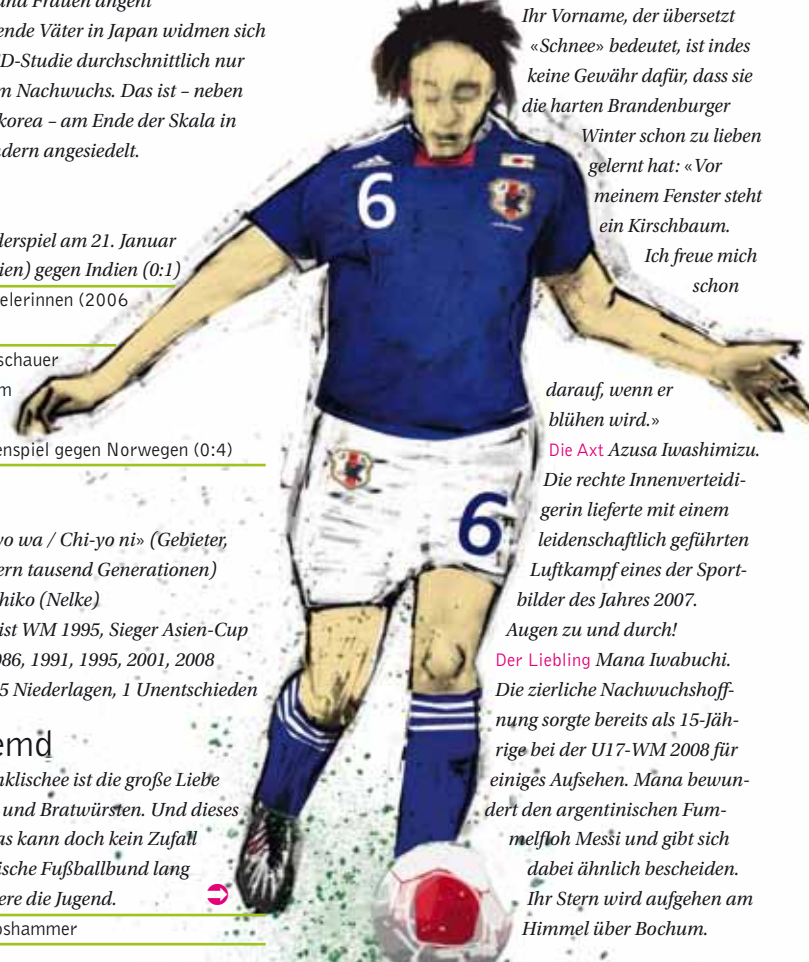 und Frauen angeht
ende Väter in Japan widmen sich
D-Studie durchschnittlich nur
m Nachwuchs. Das ist – neben
korea – am Ende der Skala in
ndern angesiedelt.
derspiel am 21. Januar
ien) gegen Indien (0:1)
elerinnen (2006
schauer
m
enspiel gegen Norwegen (0:4)
yo wa / Chi-yo ni» (Gebieter,
ern tausend Generationen)
hiko (Nelke)
ist WM 1995, Sieger Asien-Cup
986, 1991, 1995, 2001, 2008
5 Niederlagen, 1 Unentschieden
emd
nklischee ist die große Liebe
und Bratwürsten. Und dieses
as kann doch kein Zufall
ische Fußballbund lang
ere die Jugend.
oshammer
6
6
Ihr Vorname, der übersetzt
«Schnee» bedeutet, ist indes
keine Gewähr dafür, dass sie
die harten Brandenburger
Winter schon zu lieben
gelernt hat: «Vor
meinem Fenster steht
ein Kirschbaum.
Ich freue mich
schon
darauf, wenn er
blühen wird.»
Die Axt Azusa Iwashimizu.
Die rechte Innenverteidi-
gerin lieferte mit einem
leidenschaftlich geführten
Luftkampf eines der Sport-
bilder des Jahres 2007.
Augen zu und durch!
Der Liebling Mana Iwabuchi.
Die zierliche Nachwuchshoff-
nung sorgte bereits als 15-Jäh-
rige bei der U17-WM 2008 für
einiges Aufsehen. Mana bewun-
dert den argentinischen Fum-
melfloh Messi und gibt sich
dabei ähnlich bescheiden.
Ihr Stern wird aufgehen am
Himmel über Bochum.